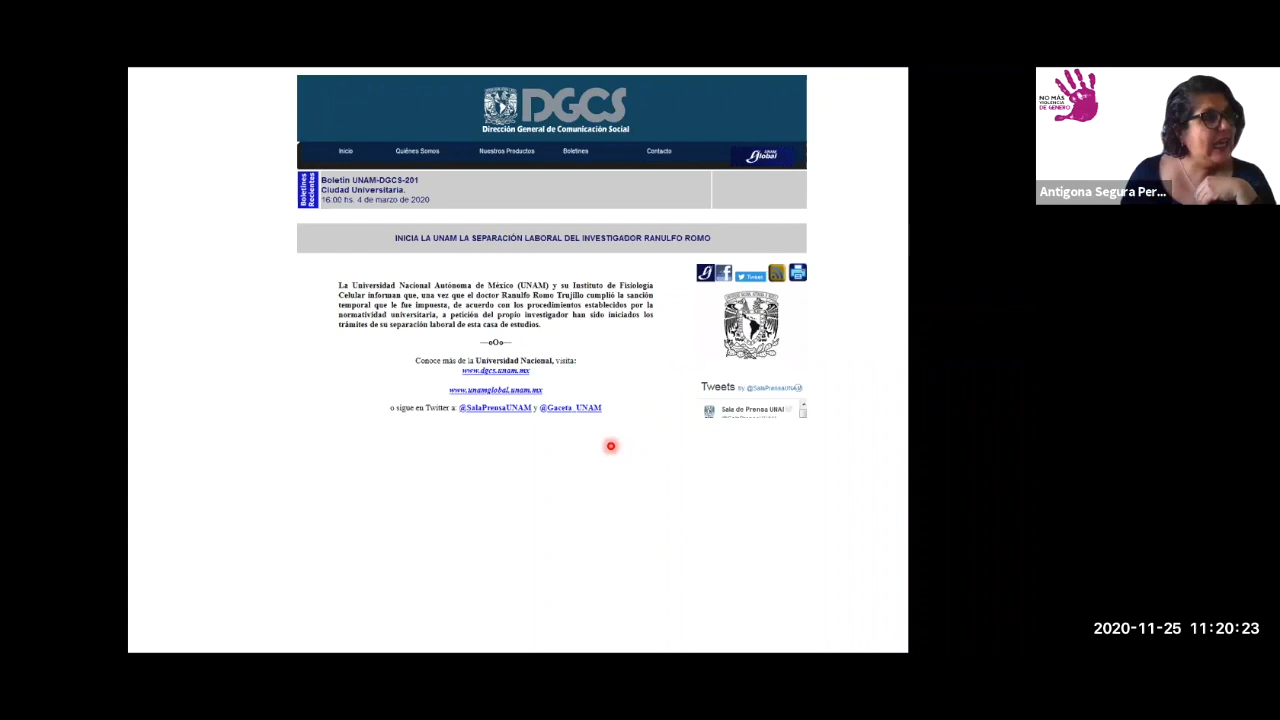 DGCS
Dirección General de Comunicación Social
Inicio
Quiénes Somos
Nuestros Productos
Boletines
Contacto
UNAM
global
Boletines
Recientes
Boletín UNAM-DGCS-201
Ciudad Universitaria.
16:00 hs. 4 de marzo de 2020
INICIA LA UNAM LA SEPARACIÓN LABORAL DEL INVESTIGADOR RANULFO ROMO
Tweet
La Universidad Nacional Autónoma de México (UNAM) y su Instituto de Fisiología
Celular informan que, una vez que el doctor Ranulfo Romo Trujillo cumplió la sanción
temporal que le fue impuesta, de acuerdo con los procedimientos establecidos por la
normatividad universitaria, a petición del propio investigador han sido iniciados los
trámites de su separación laboral de esta casa de estudios.
—oOo—
Conoce más de la Universidad Nacional, visita:
www.dgcs.unam.mx
www.unamglobal.unam.mx
o sigue en Twitter a: @SalaPrensaUNAM y @Gaceta_UNAM
Tweets by @SalaPrensaUNAM
Sala de Prensa UNAM
NO MÁS
VIOLENCIA
DE GÉNERO
Antígona Segura Per...
2020-11-25 11:20:23